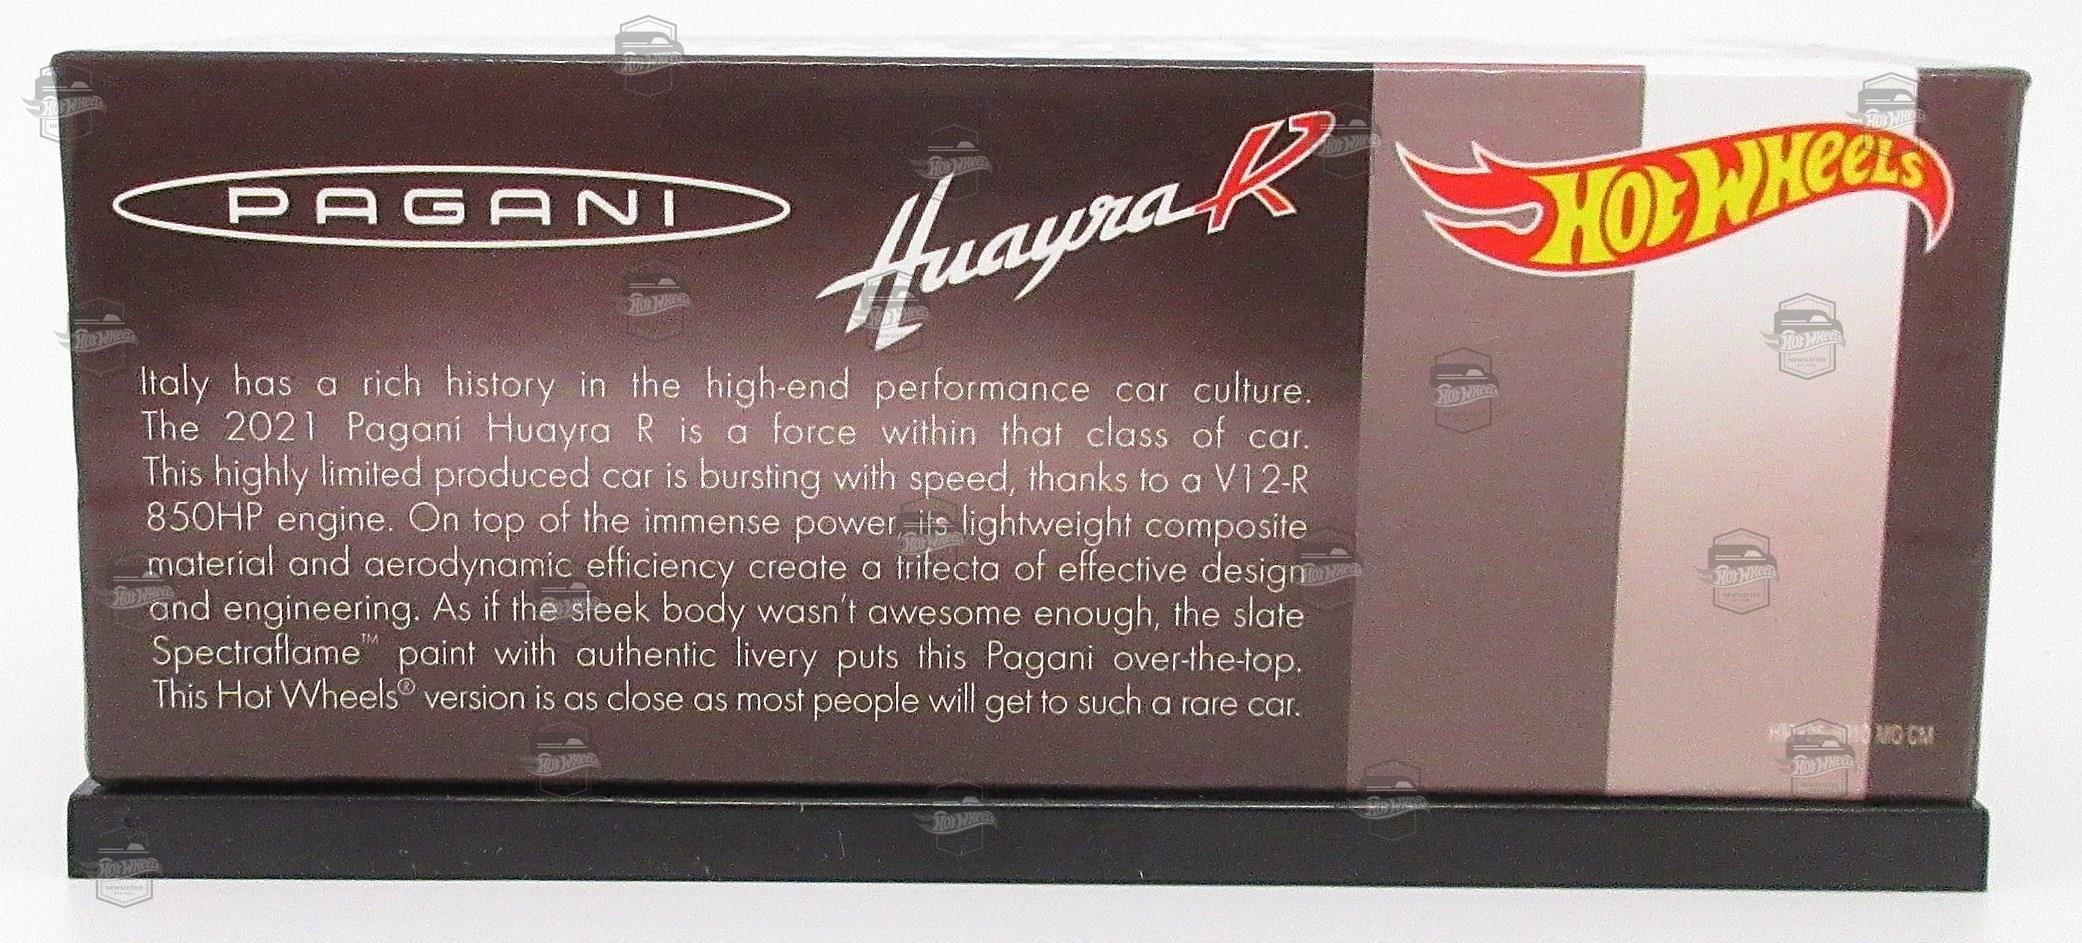 PAGANI
Huayra R
HOT WHEELS
Italy has a rich history in the high-end performance car culture.
The 2021 Pagani Huayra R is a force within that class of car.
This highly limited produced car is bursting with speed, thanks to a V12-R
850HP engine. On top of the immense power, its lightweight composite
material and aerodynamic efficiency create a trifecta of effective design
and engineering. As if the sleek body wasn't awesome enough, the slate
Spectraflame™ paint with authentic livery puts this Pagani over-the-top.
This Hot Wheels® version is as close as most people will get to such a rare car.
MO CM
HOT WHEELS
NEWSLETTER